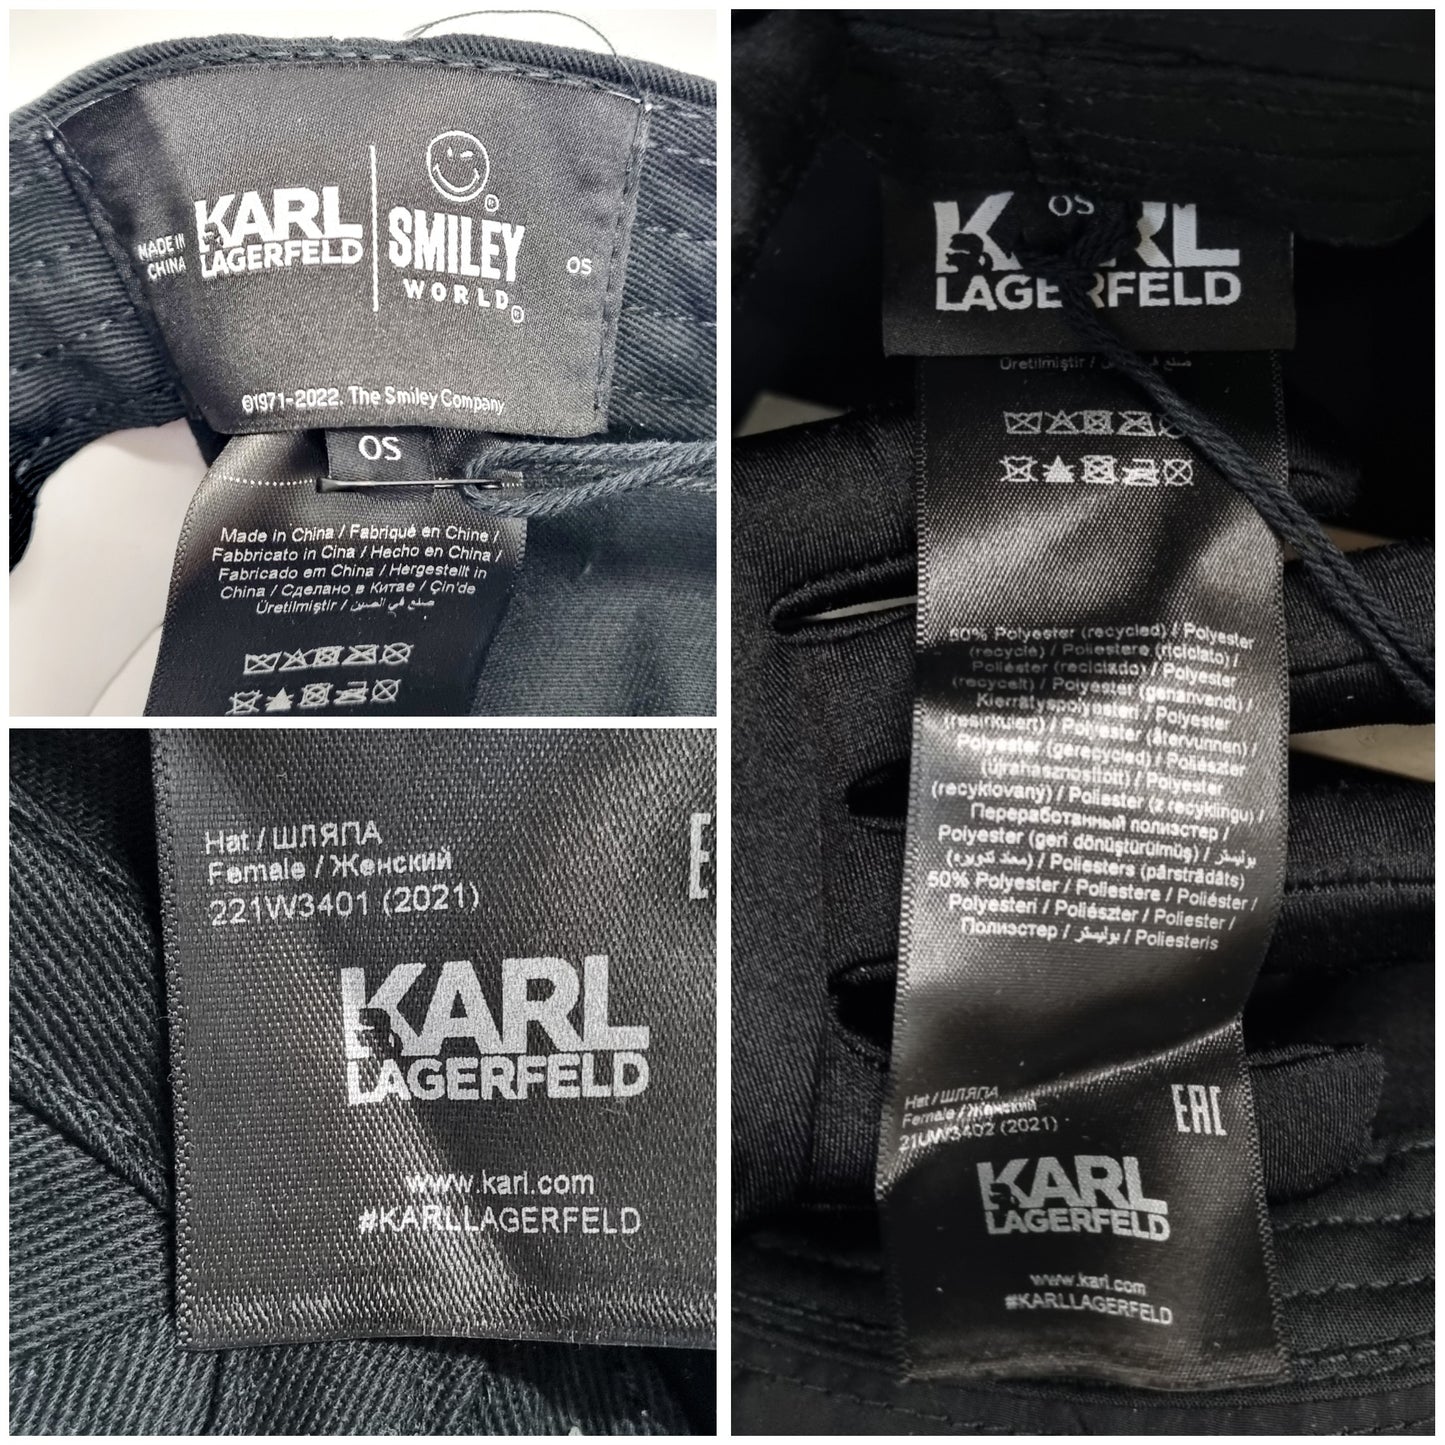 MADE IN
CHINA
KARL
LAGERFELD
®
SMILEY
WORLD®
OS
©1971-2022. The Smiley Company
OS
Made in China / Fabriqué en Chine /
Fabbricato in Cina / Hecho en China /
Fabricado em China / Hergestellt in
China / Сделано в Китае / Çin'de
Üretilmiştir / صنع في الصين
Hat / ШЛЯПА
Female / Женский
221W3401 (2021)
KARL
LAGERFELD
www.karl.com
#KARLLAGERFELD
OS
KARL
LAGERFELD
Üretilmiştir / صنع في الصين
50% Polyester (recycled) / Polyester
(recyclé) / Poliestere (riciclato) /
Poliéster (reciclado) / Polyester
(recycelt) / Polyester (genanvendt) /
Kierrätyspolyesteri / Polyester
(resirkulert) / Polyester (återvunnen) /
Polyester (gerecycled) / Poliészter
(újrahasznosított) / Polyester
(recyklovaný) / Poliester (z recyklingu) /
Переработанный полиэстер /
Polyester (geri dönüştürülmüş) / بوليستر
(معاد تدويره) / Poliesters (pārstrādāts)
50% Polyester / Poliestere / Poliéster /
Polyesteri / Poliészter / Poliester /
Полиэстер / بوليستر / Poliesteris
Hat / ШЛЯПА
Female / Женский
21UW3402 (2021)
EAC
KARL
LAGERFELD
www.karl.com
#KARLLAGERFELD